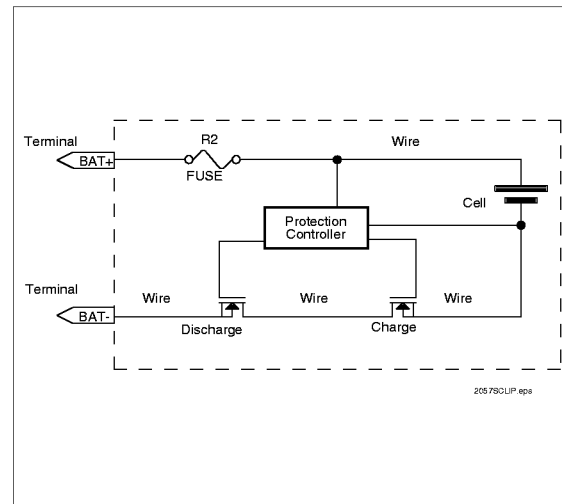 R2
Terminal
Wire
BAT+
FUSE
Cell
Protection
Controller
Terminal
Wire
Wire
Wire
BAT-
Discharge
Charge
2057SCLIP.eps